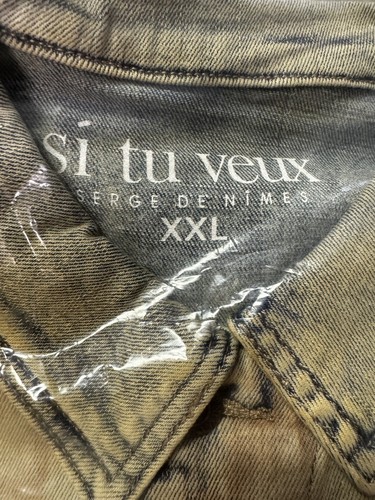 si tu veux
SERGE DE NÎMES
XXL